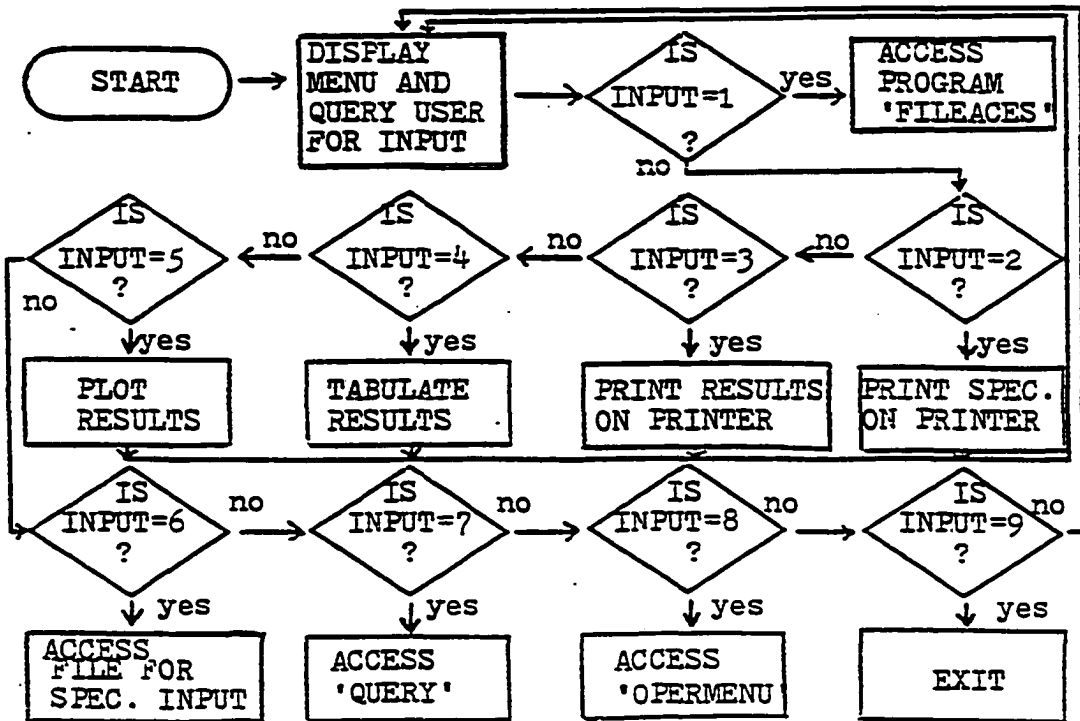 START
DISPLAY
MENU AND
QUERY USER
FOR INPUT
IS
INPUT=1
?
yes
ACCESS
PROGRAM
'FILEACES'
no
IS
INPUT=5
?
no
IS
INPUT=4
?
no
IS
INPUT=3
?
no
IS
INPUT=2
?
no
yes
yes
yes
yes
PLOT
RESULTS
TABULATE
RESULTS
PRINT RESULTS
ON PRINTER
PRINT SPEC.
ON PRINTER
IS
INPUT=6
?
no
IS
INPUT=7
?
no
IS
INPUT=8
?
no
IS
INPUT=9
?
no
yes
yes
yes
yes
ACCESS
FILE FOR
SPEC. INPUT
ACCESS
'QUERY'
ACCESS
'OPERMENU
EXIT